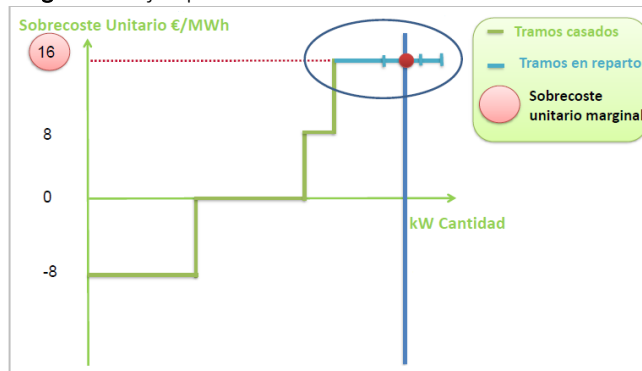 Sobrecoste Unitario €/MWh
16
8
0
-8
kW Cantidad
Tramos casados
Tramos en reparto
Sobrecoste
unitario marginal